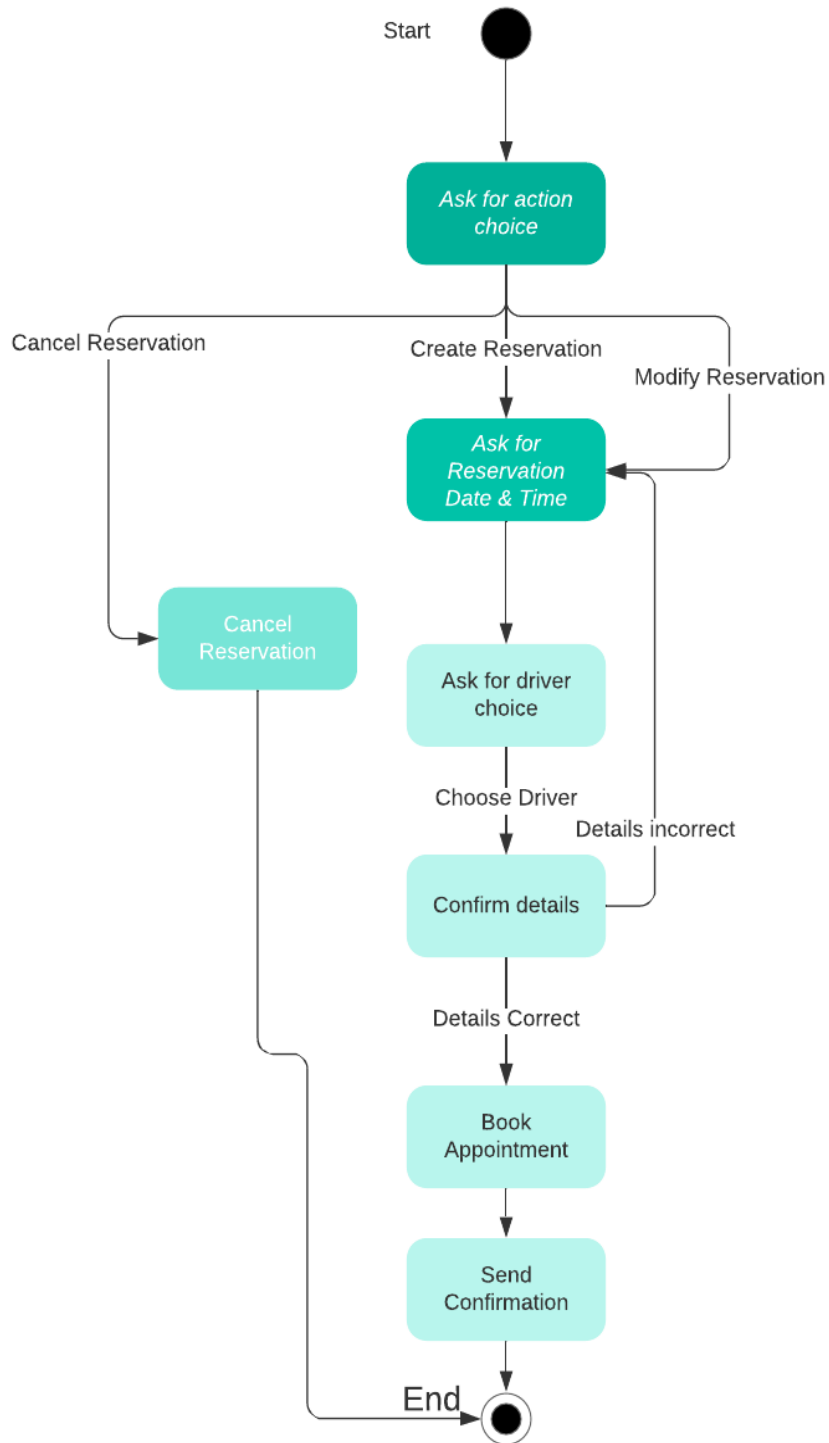 Start
Ask for action
choice
Cancel Reservation
Create Reservation
Modify Reservation
Ask for
Reservation
Date & Time
Cancel
Reservation
Ask for driver
choice
Choose Driver
Details incorrect
Confirm details
Details Correct
Book
Appointment
Send
Confirmation
End